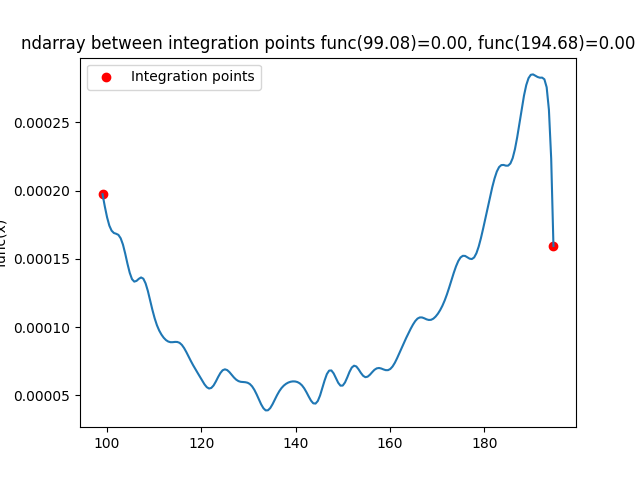 ndarray between integration points func(99.08)=0.00, func(194.68)=0.00
Integration points
func(x)
0.00025
0.00020
0.00015
0.00010
0.00005
100 120 140 160 180